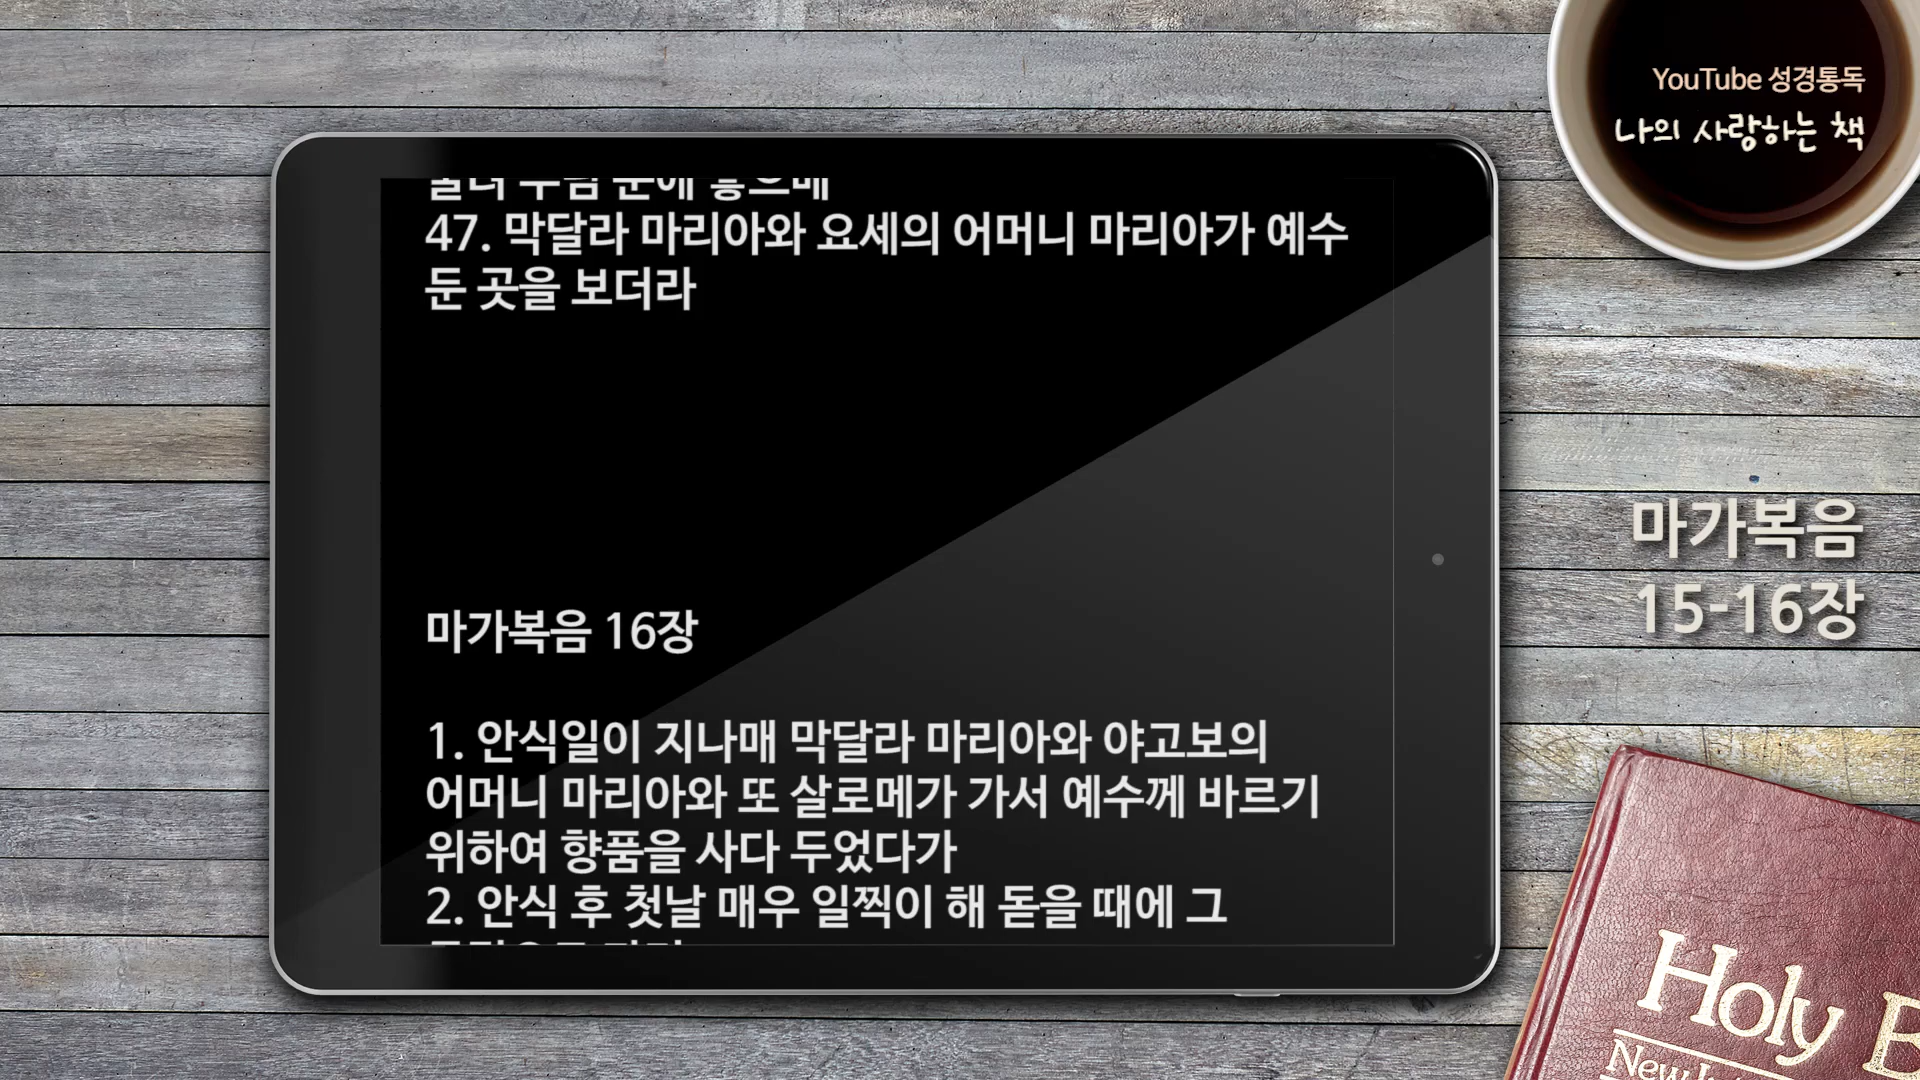 YouTube 성경통독
나의 사랑하는 책
47. 막달라 마리아와 요세의 어머니 마리아가 예수
둔 곳을 보더라
마가복음 16장
1. 안식일이 지나매 막달라 마리아와 야고보의
어머니 마리아와 또 살로메가 가서 예수께 바르기
위하여 향품을 사다 두었다가
2. 안식 후 첫날 매우 일찍이 해 돋을 때에 그
마가복음
15-16장
Holy B
New